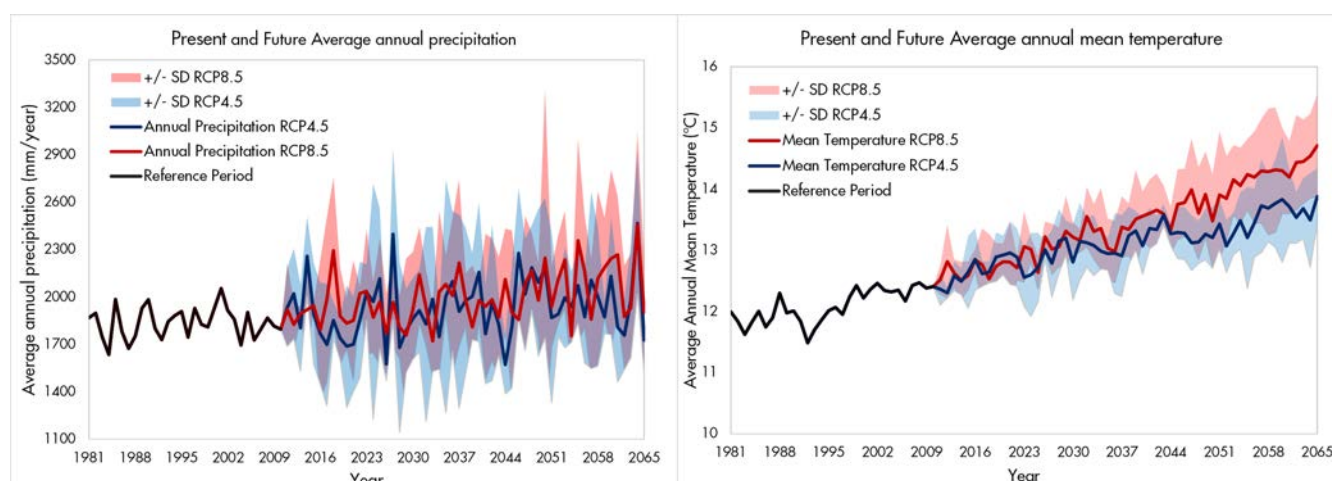 Present and Future Average annual precipitation
3500
3200
2900
2600
2300
2000
1700
1400
1100
Average annual precipitation (mm/year)
+/- SD RCP8.5
+/- SD RCP4.5
Annual Precipitation RCP4.5
Annual Precipitation RCP8.5
Reference Period
1981 1988 1995 2002 2009 2016 2023 2030 2037 2044 2051 2058 2065
Year
Present and Future Average annual mean temperature
16
15
14
13
12
11
10
Average Annual Mean Temperature (°C)
+/- SD RCP8.5
+/- SD RCP4.5
Mean Temperature RCP8.5
Mean Temperature RCP4.5
Reference Period
1981 1988 1995 2002 2009 2016 2023 2030 2037 2044 2051 2058 2065
Year